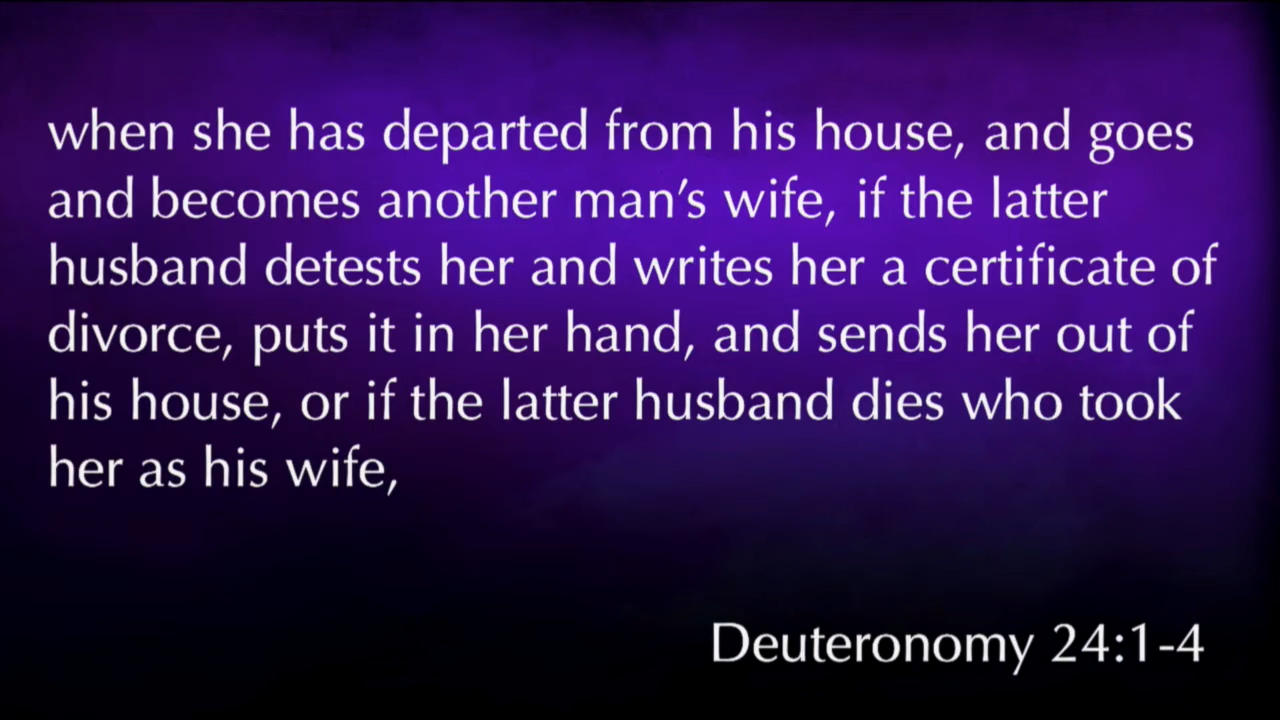 when she has departed from his house, and goes
and becomes another man’s wife, if the latter
husband detests her and writes her a certificate of
divorce, puts it in her hand, and sends her out of
his house, or if the latter husband dies who took
her as his wife,
Deuteronomy 24:1-4